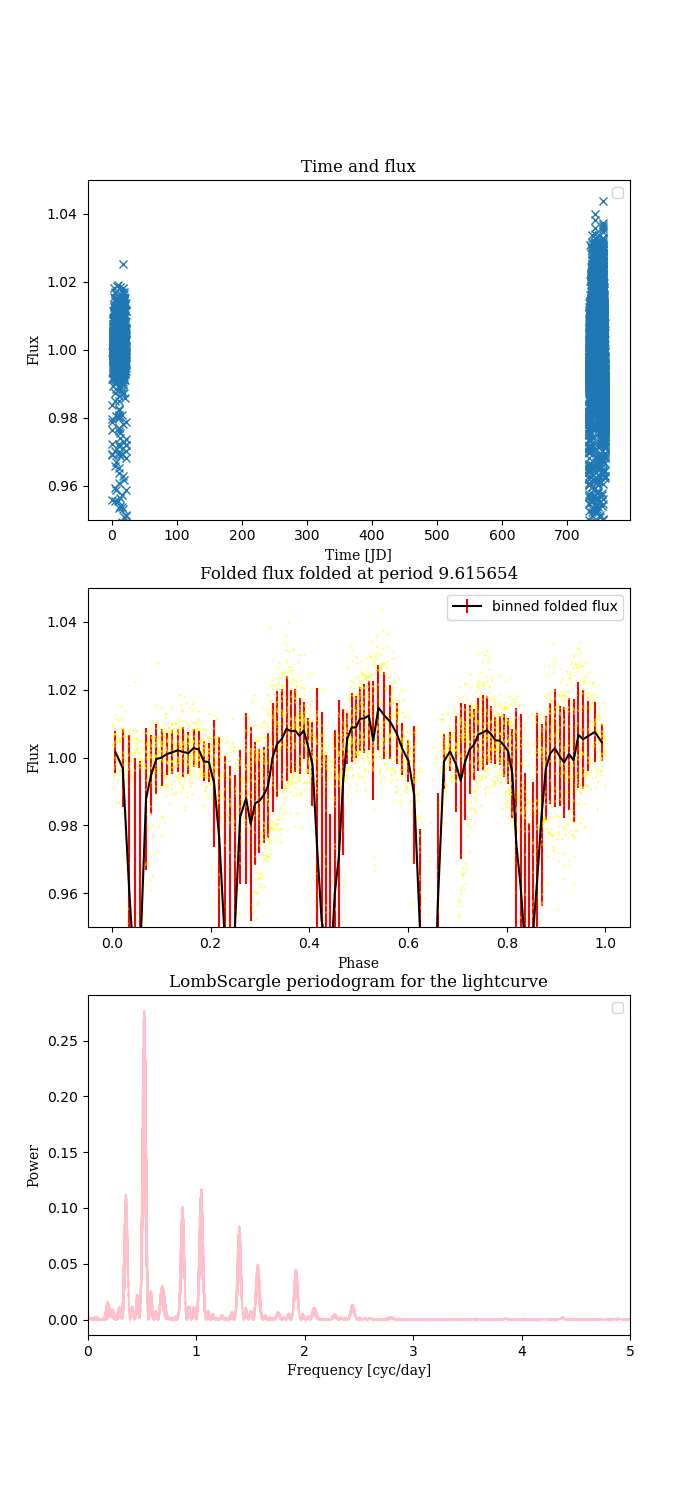 Time and flux
1.04
1.02
1.00
0.98
0.96
Flux
0 100 200 300 400 500 600 700
Time [JD]
Folded flux folded at period 9.615654
binned folded flux
1.04
1.02
1.00
0.98
0.96
Flux
0.0 0.2 0.4 0.6 0.8 1.0
Phase
LombScargle periodogram for the lightcurve
0.25
0.20
0.15
0.10
0.05
0.00
Power
0 1 2 3 4 5
Frequency [cyc/day]